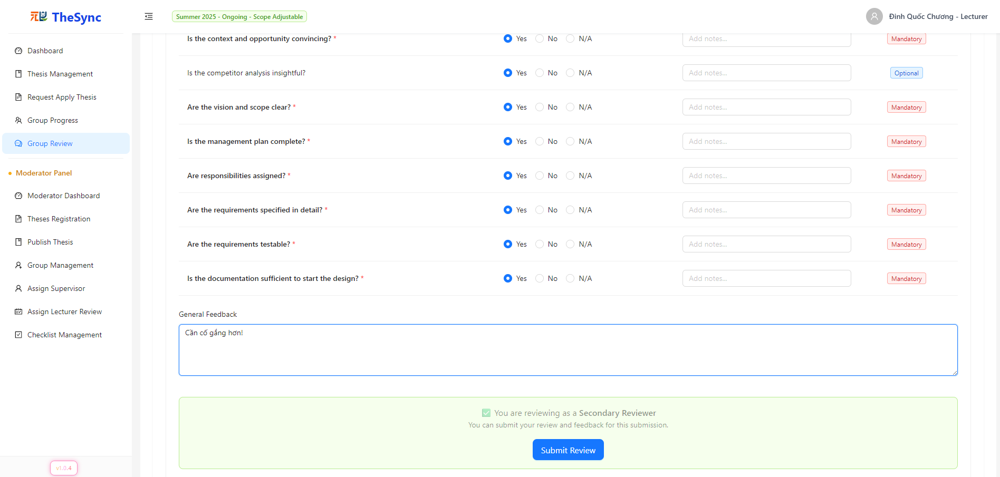 TheSync
Summer 2025 - Ongoing - Scope Adjustable
Đinh Quốc Chương - Lecturer
Dashboard
Thesis Management
Request Apply Thesis
Group Progress
Group Review
Moderator Panel
Moderator Dashboard
Theses Registration
Publish Thesis
Group Management
Assign Supervisor
Assign Lecturer Review
Checklist Management
v1.0.4
Is the context and opportunity convincing? * Yes No N/A Add notes... Mandatory
Is the competitor analysis insightful? Yes No N/A Add notes... Optional
Are the vision and scope clear? * Yes No N/A Add notes... Mandatory
Is the management plan complete? * Yes No N/A Add notes... Mandatory
Are responsibilities assigned? * Yes No N/A Add notes... Mandatory
Are the requirements specified in detail? * Yes No N/A Add notes... Mandatory
Are the requirements testable? * Yes No N/A Add notes... Mandatory
Is the documentation sufficient to start the design? * Yes No N/A Add notes... Mandatory
General Feedback
Cần cố gắng hơn!
You are reviewing as a Secondary Reviewer
You can submit your review and feedback for this submission.
Submit Review